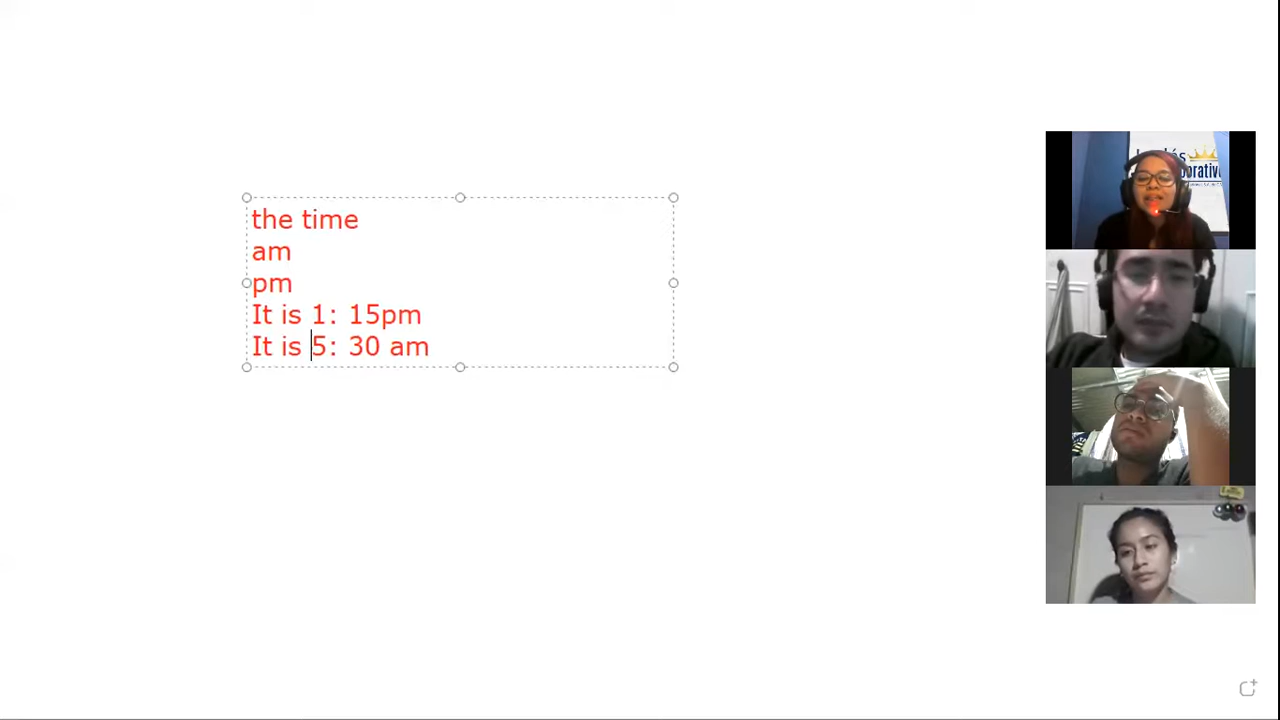 the time
am
pm
It is 1: 15pm
It is 5: 30 am